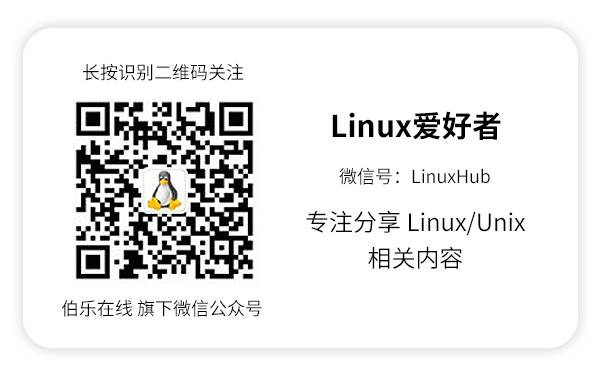 长按识别二维码关注
伯乐在线 旗下微信公众号
Linux爱好者
微信号：LinuxHub
专注分享 Linux/Unix
相关内容